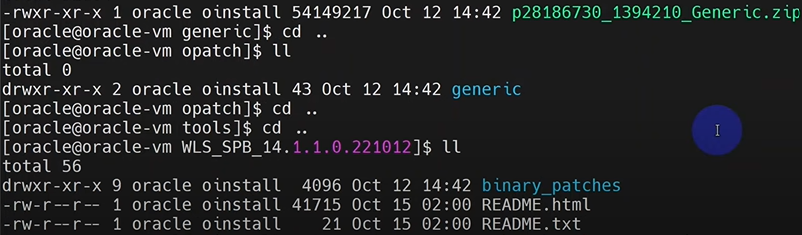 -rwxr-xr-x 1 oracle oinstall 54149217 Oct 12 14:42 p28186730_1394210_Generic.zip
[oracle@oracle-vm generic]$ cd ..
[oracle@oracle-vm opatch]$ ll
total 0
drwxr-xr-x 2 oracle oinstall 43 Oct 12 14:42 generic
[oracle@oracle-vm opatch]$ cd ..
[oracle@oracle-vm tools]$ cd ..
[oracle@oracle-vm WLS_SPB_14.1.1.0.221012]$ ll
total 56
drwxr-xr-x 9 oracle oinstall  4096 Oct 12 14:42 binary_patches
-rw-r--r-- 1 oracle oinstall 41715 Oct 15 02:00 README.html
-rw-r--r-- 1 oracle oinstall    21 Oct 15 02:00 README.txt